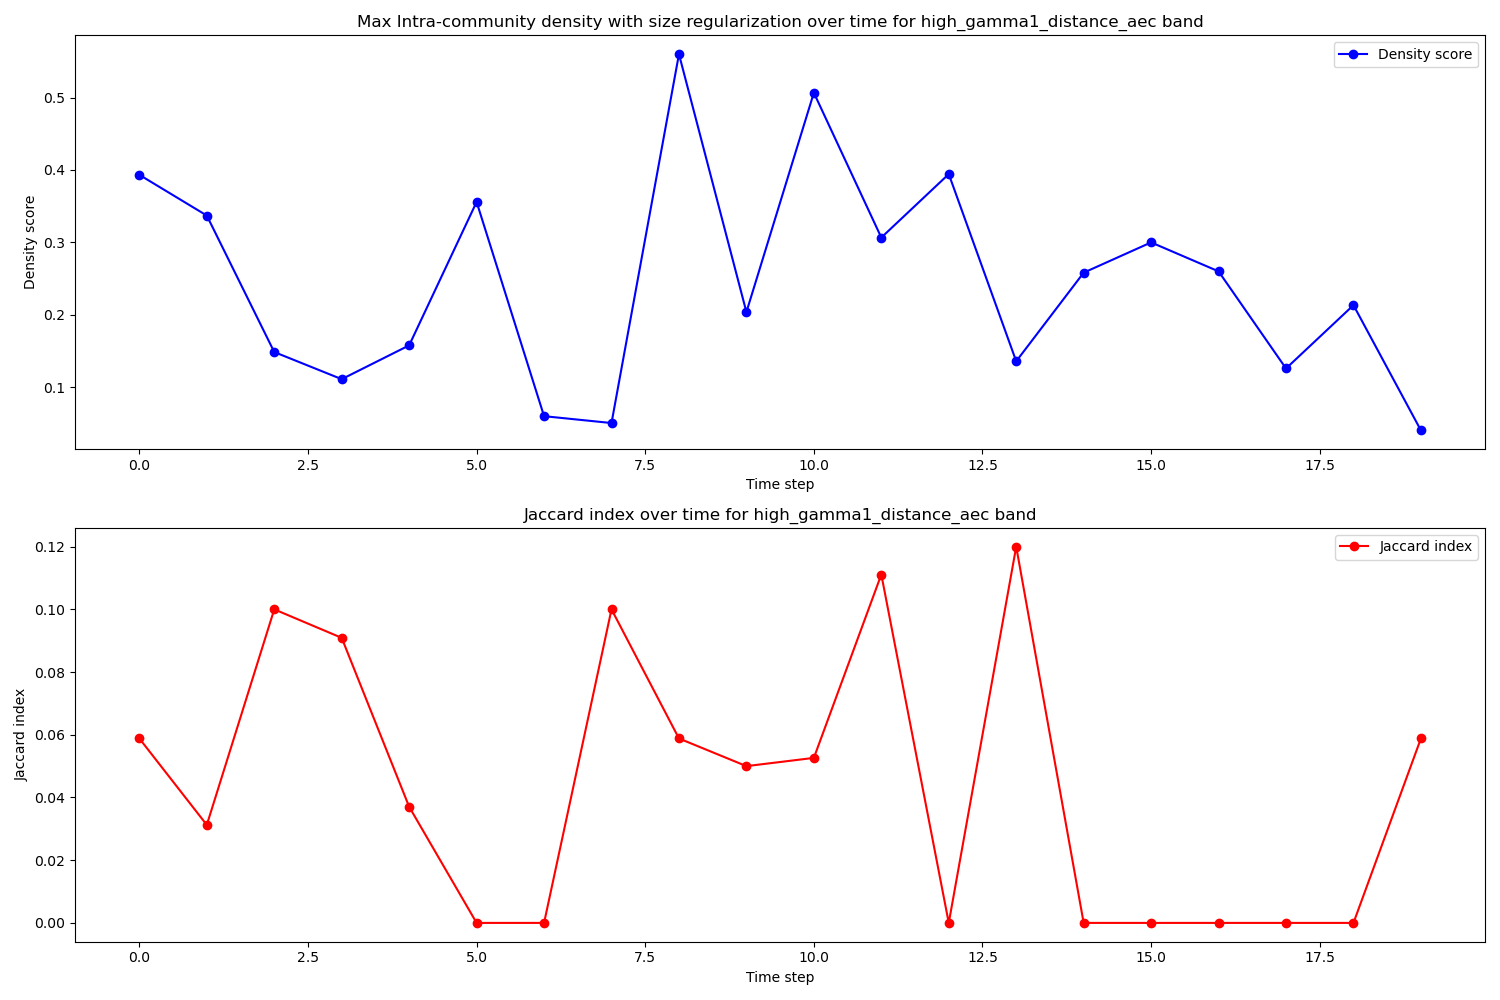 Max Intra-community density with size regularization over time for high_gamma1_distance_aec band
Density score
Density score
0.5
0.4
0.3
0.2
0.1
0.0 2.5 5.0 7.5 10.0 12.5 15.0 17.5
Time step
Jaccard index over time for high_gamma1_distance_aec band
Jaccard index
Jaccard index
0.12
0.10
0.08
0.06
0.04
0.02
0.00
0.0 2.5 5.0 7.5 10.0 12.5 15.0 17.5
Time step